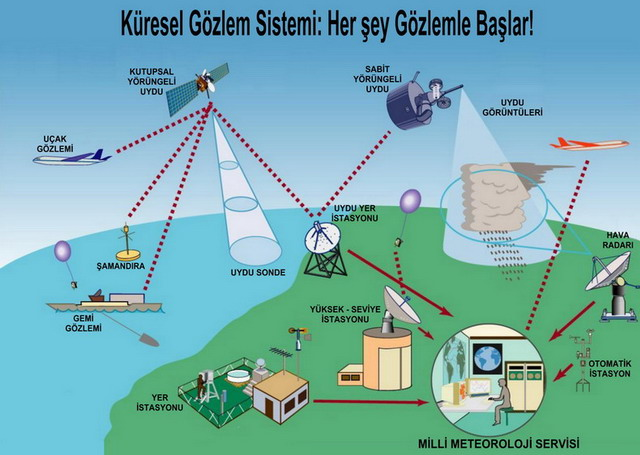 Küresel Gözlem Sistemi: Her şey Gözlemle Başlar!
KUTUPSAL
YÖRÜNGELİ
UYDU
SABİT
YÖRÜNGELİ
UYDU
UYDU
GÖRÜNTÜLERİ
UÇAK
GÖZLEMİ
UYDU YER
İSTASYONU
HAVA
RADARI
ŞAMANDIRA
UYDU SONDE
GEMİ
GÖZLEMİ
YÜKSEK - SEVİYE
İSTASYONU
OTOMATİK
İSTASYON
YER
İSTASYONU
MİLLİ METEOROLOJİ SERVİSİ